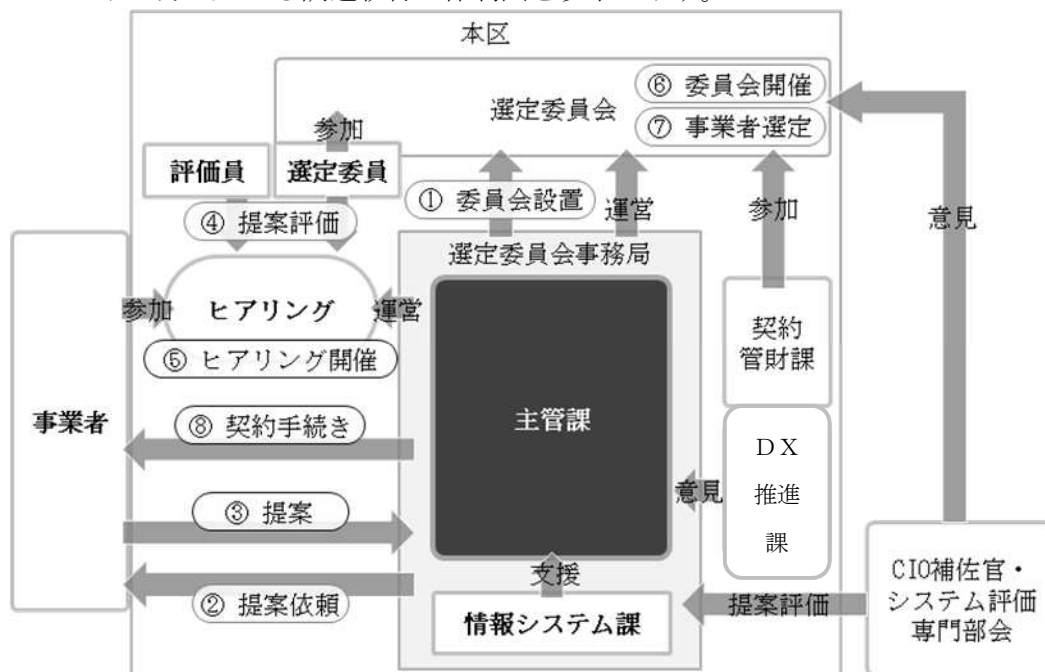 本区
⑥ 委員会開催
選定委員会
⑦ 事業者選定
参加
評価員
選定委員
① 委員会設置
運営
参加
意見
④ 提案評価
選定委員会事務局
参加
ヒアリング
運営
⑤ ヒアリング開催
契約
管財課
事業者
⑧ 契約手続き
主管課
DX
推進
課
意見
③ 提案
支援
② 提案依頼
情報システム課
提案評価
CIO補佐官・
システム評価
専門部会